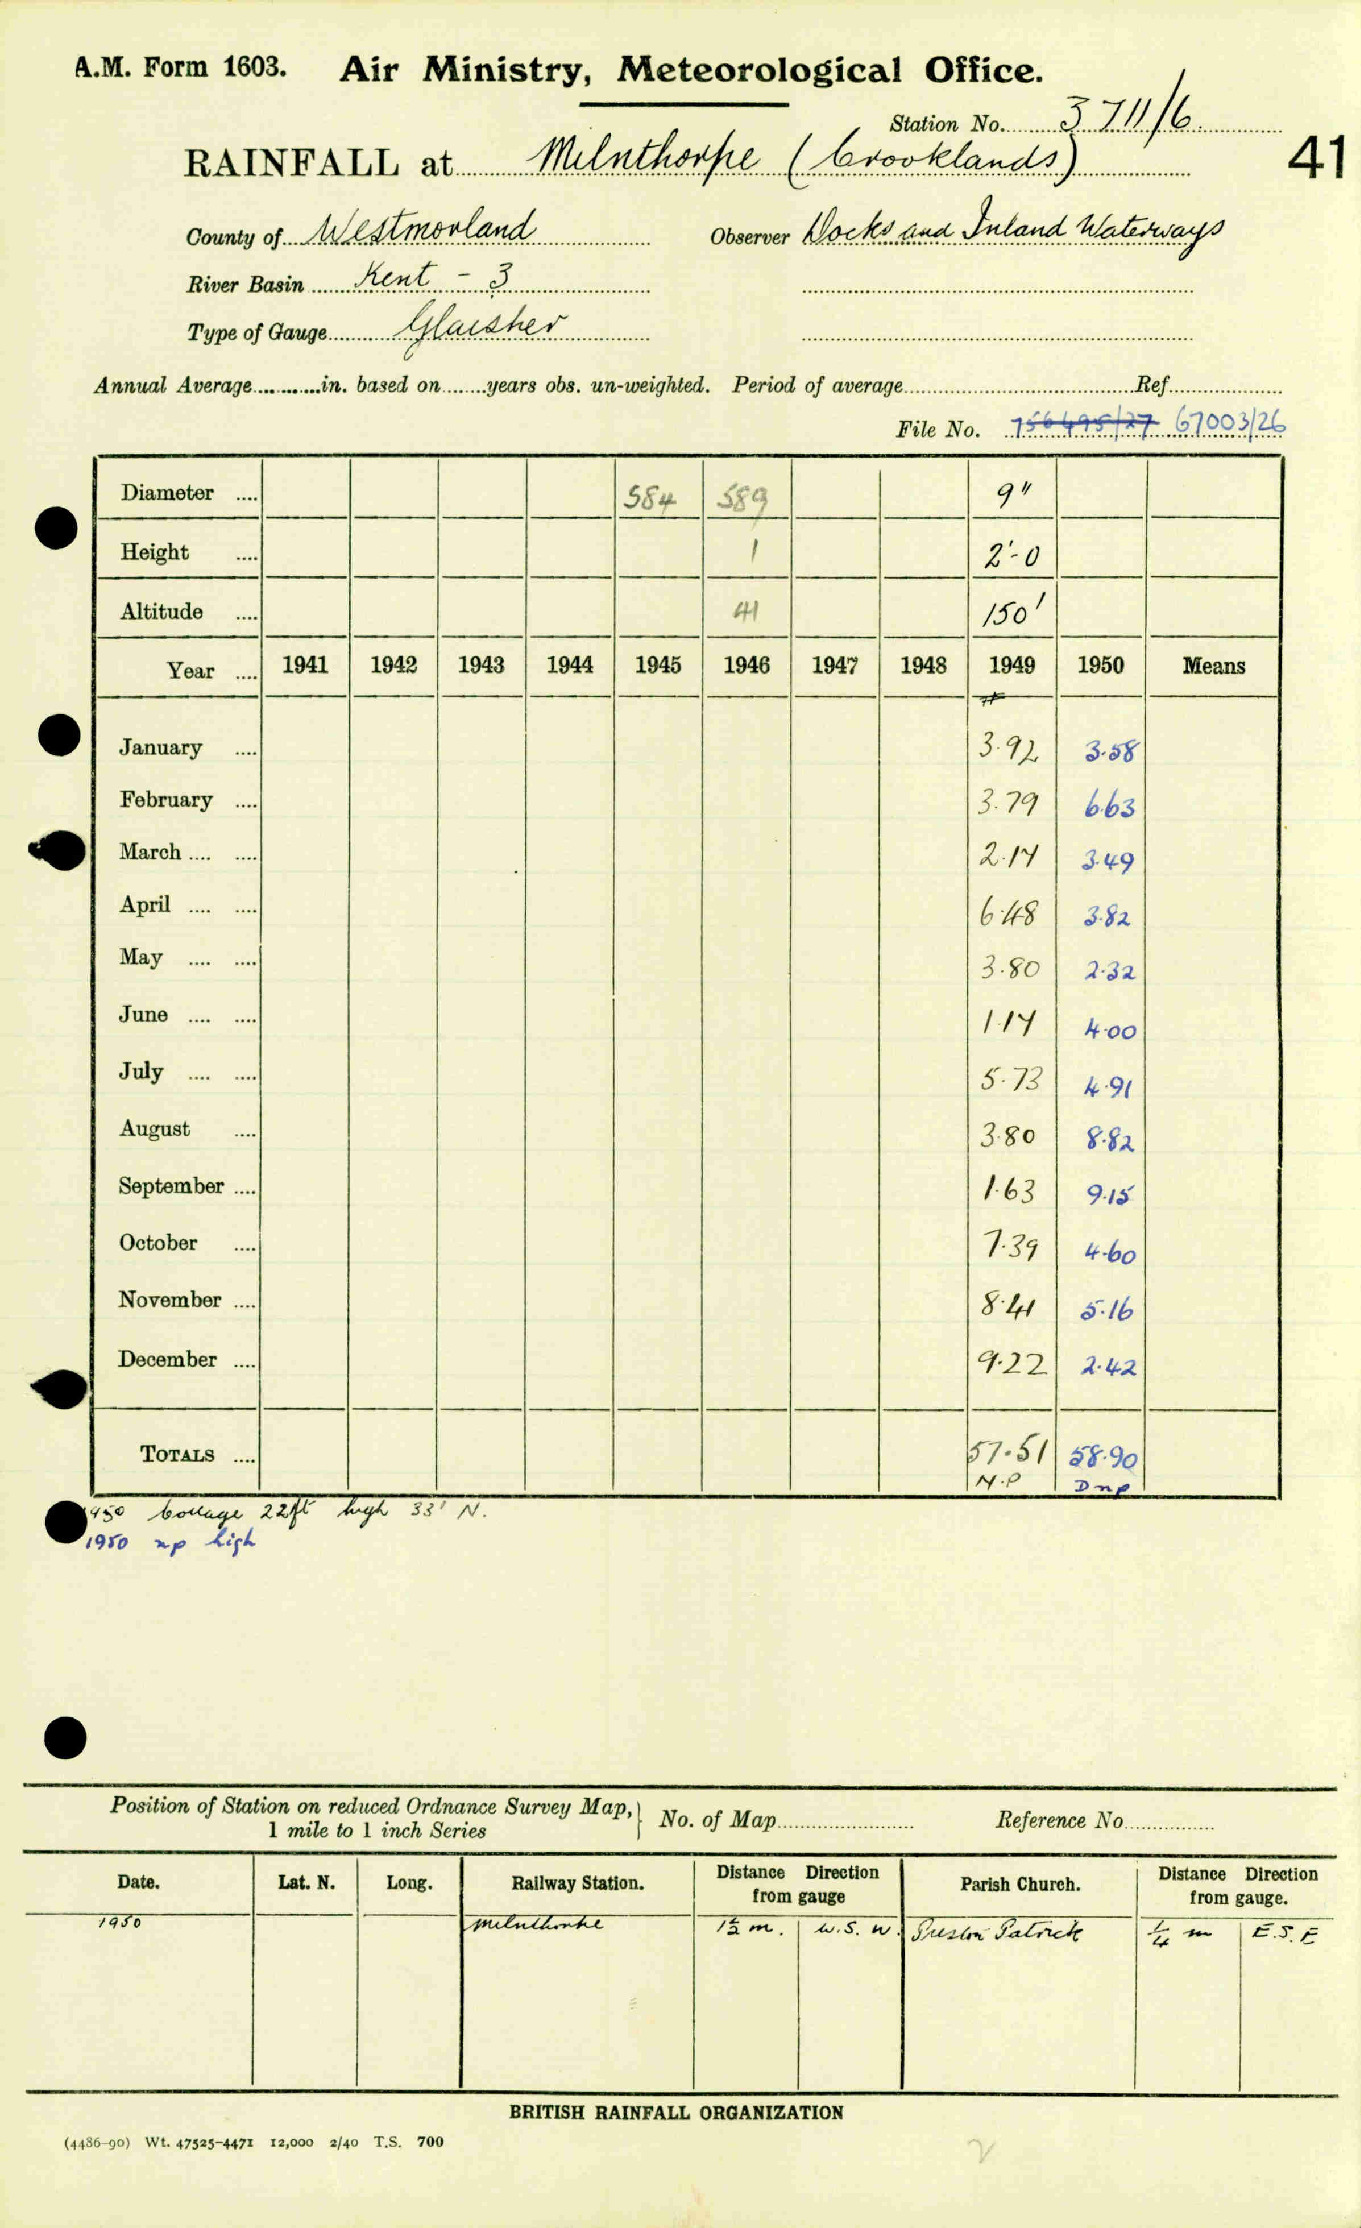 A.M. Form 1603. Air Ministry, Meteorological Office.
Station No. 3711/6
RAINFALL at Milnthorpe (Crooklands) 41
County of Westmorland Observer Docks and Inland Waterways
River Basin Kent - 3
Type of Gauge Glaisher
Annual Average in. based on years obs. un-weighted. Period of average Ref
File No. 756495/27 67003/26
Diameter .... 584 589 9"
Height .... 1 2'-0
Altitude .... 41 150'
Year .... 1941 1942 1943 1944 1945 1946 1947 1948 1949 1950 Means
January .... 3.92 3.58
February .... 3.79 6.63
March .... .... 2.17 3.49
April .... .... 6.48 3.82
May .... .... 3.80 2.32
June .... .... 1.17 4.00
July .... .... 5.73 4.91
August .... 3.80 8.82
September .... 1.63 9.15
October .... 7.39 4.60
November .... 8.41 5.16
December .... 9.22 2.42
TOTALS .... 57.51 58.90
N.P Dnp
1950 Cottage 22ft high 33' N.
1950 np high
Position of Station on reduced Ordnance Survey Map, } No. of Map Reference No
1 mile to 1 inch Series
Date. Lat. N. Long. Railway Station. Distance Direction from gauge Parish Church. Distance Direction from gauge.
1950 Milnthorpe 1½ m. W.S.W. Preston Patrick ¼ m E.S.E
BRITISH RAINFALL ORGANIZATION
(4486-90) Wt. 47525-4471 12,000 2/40 T.S. 700